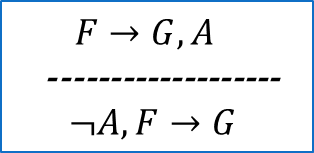 F → G, A
-------------------
¬A, F → G